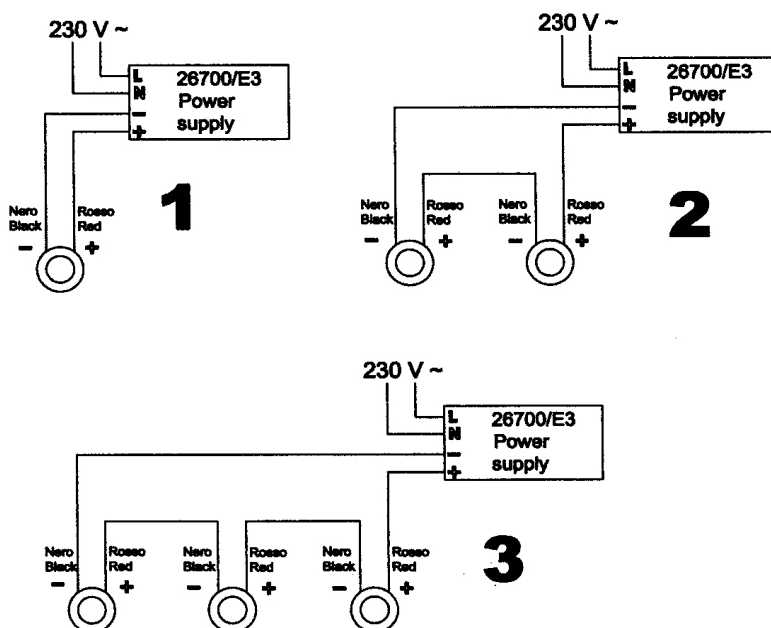 230 V ~
L
N
−
+
26700/E3
Power
supply
Nero
Black
Rosso
Red
−
+
1
230 V ~
L
N
−
+
26700/E3
Power
supply
Nero
Black
Rosso
Red
Nero
Black
Rosso
Red
−
+
−
+
2
230 V ~
L
N
−
+
26700/E3
Power
supply
Nero
Black
Rosso
Red
Nero
Black
Rosso
Red
Nero
Black
Rosso
Red
−
+
−
+
−
+
3